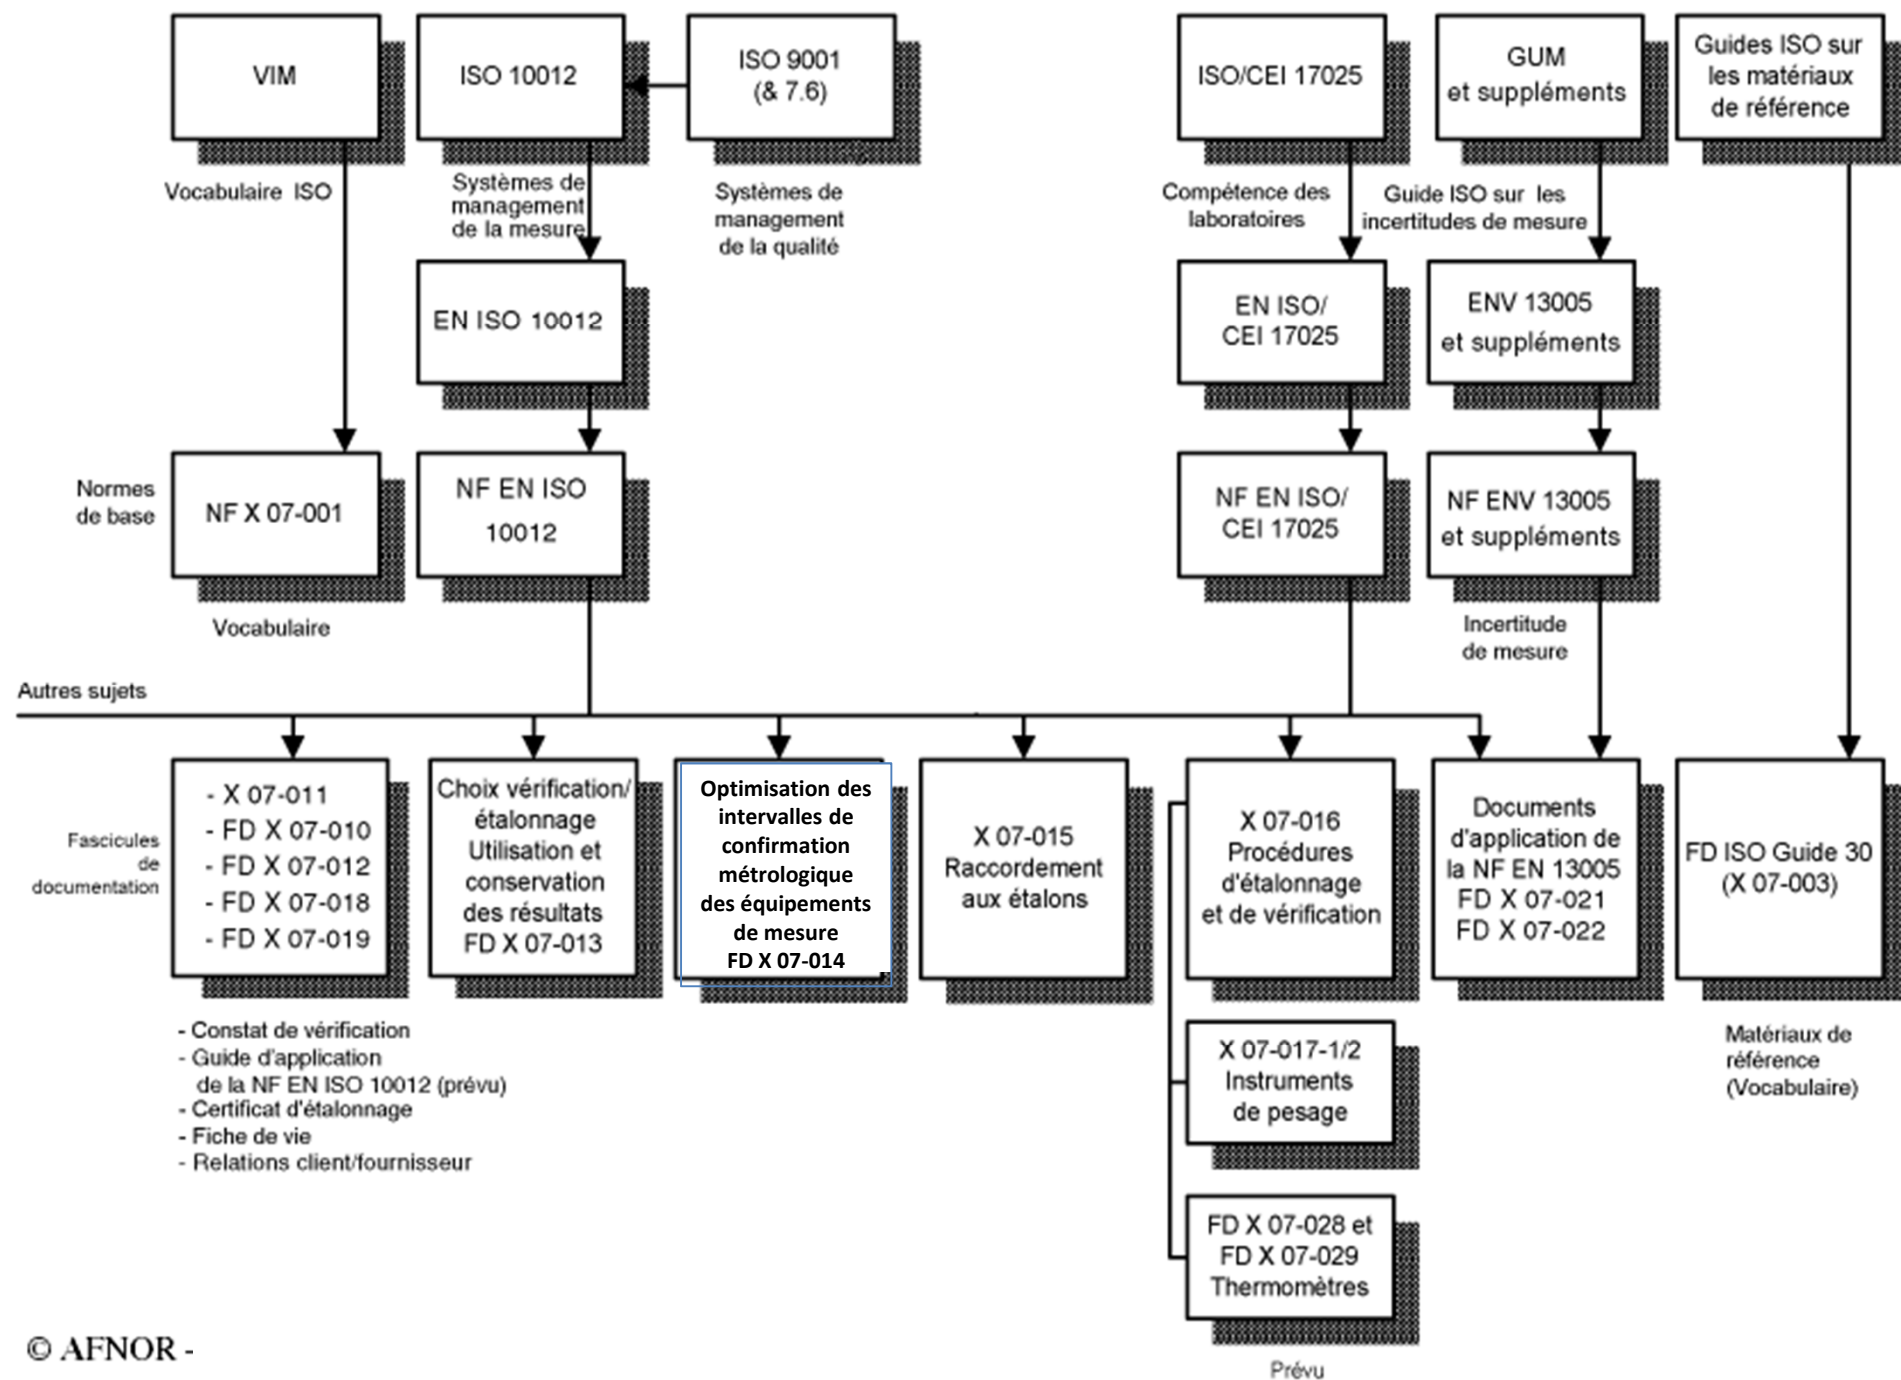 VIM
ISO 10012
ISO 9001
(& 7.6)
ISO/CEI 17025
GUM
et suppléments
Guides ISO sur
les matériaux
de référence
Vocabulaire ISO
Systèmes de
management
de la mesure
Systèmes de
management
de la qualité
Compétence des
laboratoires
Guide ISO sur les
incertitudes de mesure
EN ISO 10012
EN ISO/
CEI 17025
ENV 13005
et suppléments
Normes
de base
NF X 07-001
NF EN ISO
10012
NF EN ISO/
CEI 17025
NF ENV 13005
et suppléments
Vocabulaire
Incertitude
de mesure
Autres sujets
Fascicules
de
documentation
- X 07-011
- FD X 07-010
- FD X 07-012
- FD X 07-018
- FD X 07-019
Choix vérification/
étalonnage
Utilisation et
conservation
des résultats
FD X 07-013
Optimisation des
intervalles de
confirmation
métrologique
des équipements
de mesure
FD X 07-014
X 07-015
Raccordement
aux étalons
X 07-016
Procédures
d'étalonnage
et de vérification
Documents
d'application de
la NF EN 13005
FD X 07-021
FD X 07-022
FD ISO Guide 30
(X 07-003)
- Constat de vérification
- Guide d'application
de la NF EN ISO 10012 (prévu)
- Certificat d'étalonnage
- Fiche de vie
- Relations client/fournisseur
X 07-017-1/2
Instruments
de pesage
Matériaux de
référence
(Vocabulaire)
FD X 07-028 et
FD X 07-029
Thermomètres
Prévu
© AFNOR -